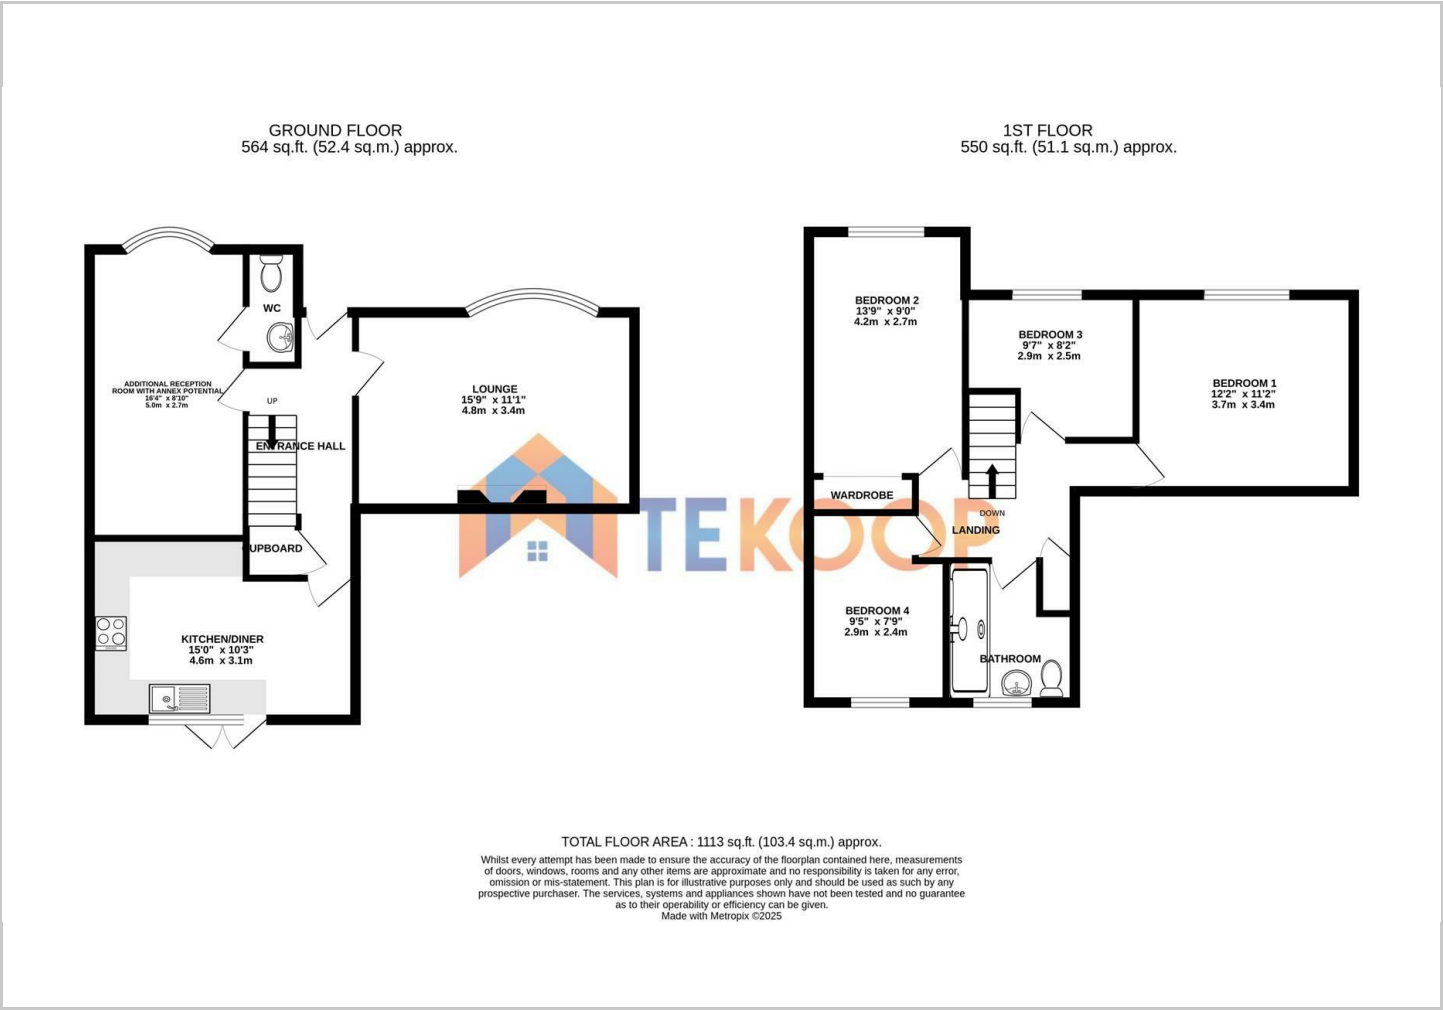 GROUND FLOOR
564 sq.ft. (52.4 sq.m.) approx.
1ST FLOOR
550 sq.ft. (51.1 sq.m.) approx.
WC
ADDITIONAL RECEPTION
ROOM WITH ANNEX POTENTIAL
16'4" x 8'10"
5.0m x 2.7m
UP
ENTRANCE HALL
LOUNGE
15'9" x 11'1"
4.8m x 3.4m
CUPBOARD
KITCHEN/DINER
15'0" x 10'3"
4.6m x 3.1m
BEDROOM 2
13'9" x 9'0"
4.2m x 2.7m
BEDROOM 3
9'7" x 8'2"
2.9m x 2.5m
BEDROOM 1
12'2" x 11'2"
3.7m x 3.4m
WARDROBE
DOWN
LANDING
BEDROOM 4
9'5" x 7'9"
2.9m x 2.4m
BATHROOM
TEKOOP
TOTAL FLOOR AREA : 1113 sq.ft. (103.4 sq.m.) approx.
Whilst every attempt has been made to ensure the accuracy of the floorplan contained here, measurements
of doors, windows, rooms and any other items are approximate and no responsibility is taken for any error,
omission or mis-statement. This plan is for illustrative purposes only and should be used as such by any
prospective purchaser. The services, systems and appliances shown have not been tested and no guarantee
as to their operability or efficiency can be given.
Made with Metropix ©2025